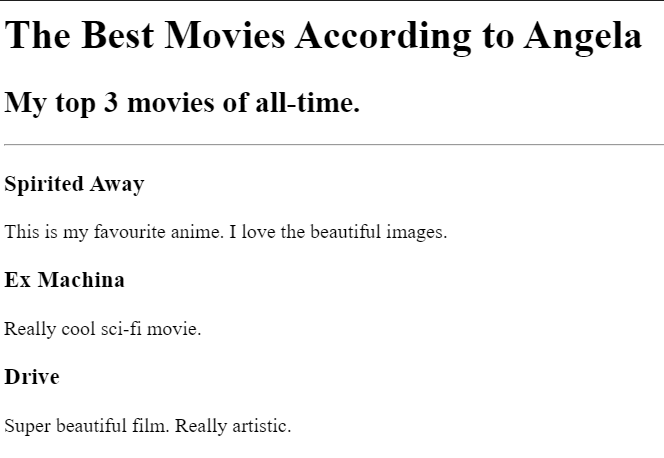 The Best Movies According to Angela
My top 3 movies of all-time.
Spirited Away
This is my favourite anime. I love the beautiful images.
Ex Machina
Really cool sci-fi movie.
Drive
Super beautiful film. Really artistic.